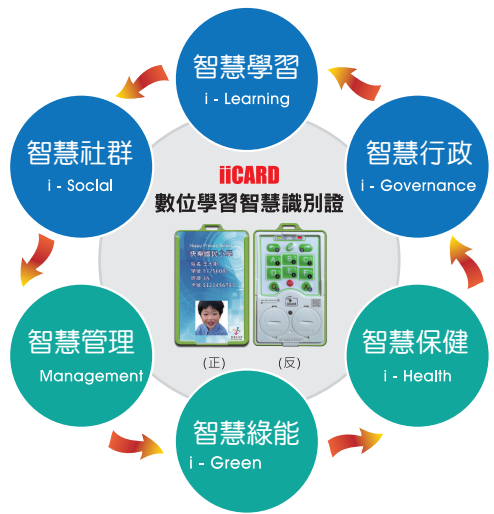 智慧學習
i - Learning
智慧社群
i - Social
智慧行政
i - Governance
iiCARD
數位學習智慧識別證
(正)
(反)
智慧管理
Management
智慧保健
i - Health
智慧綠能
i - Green